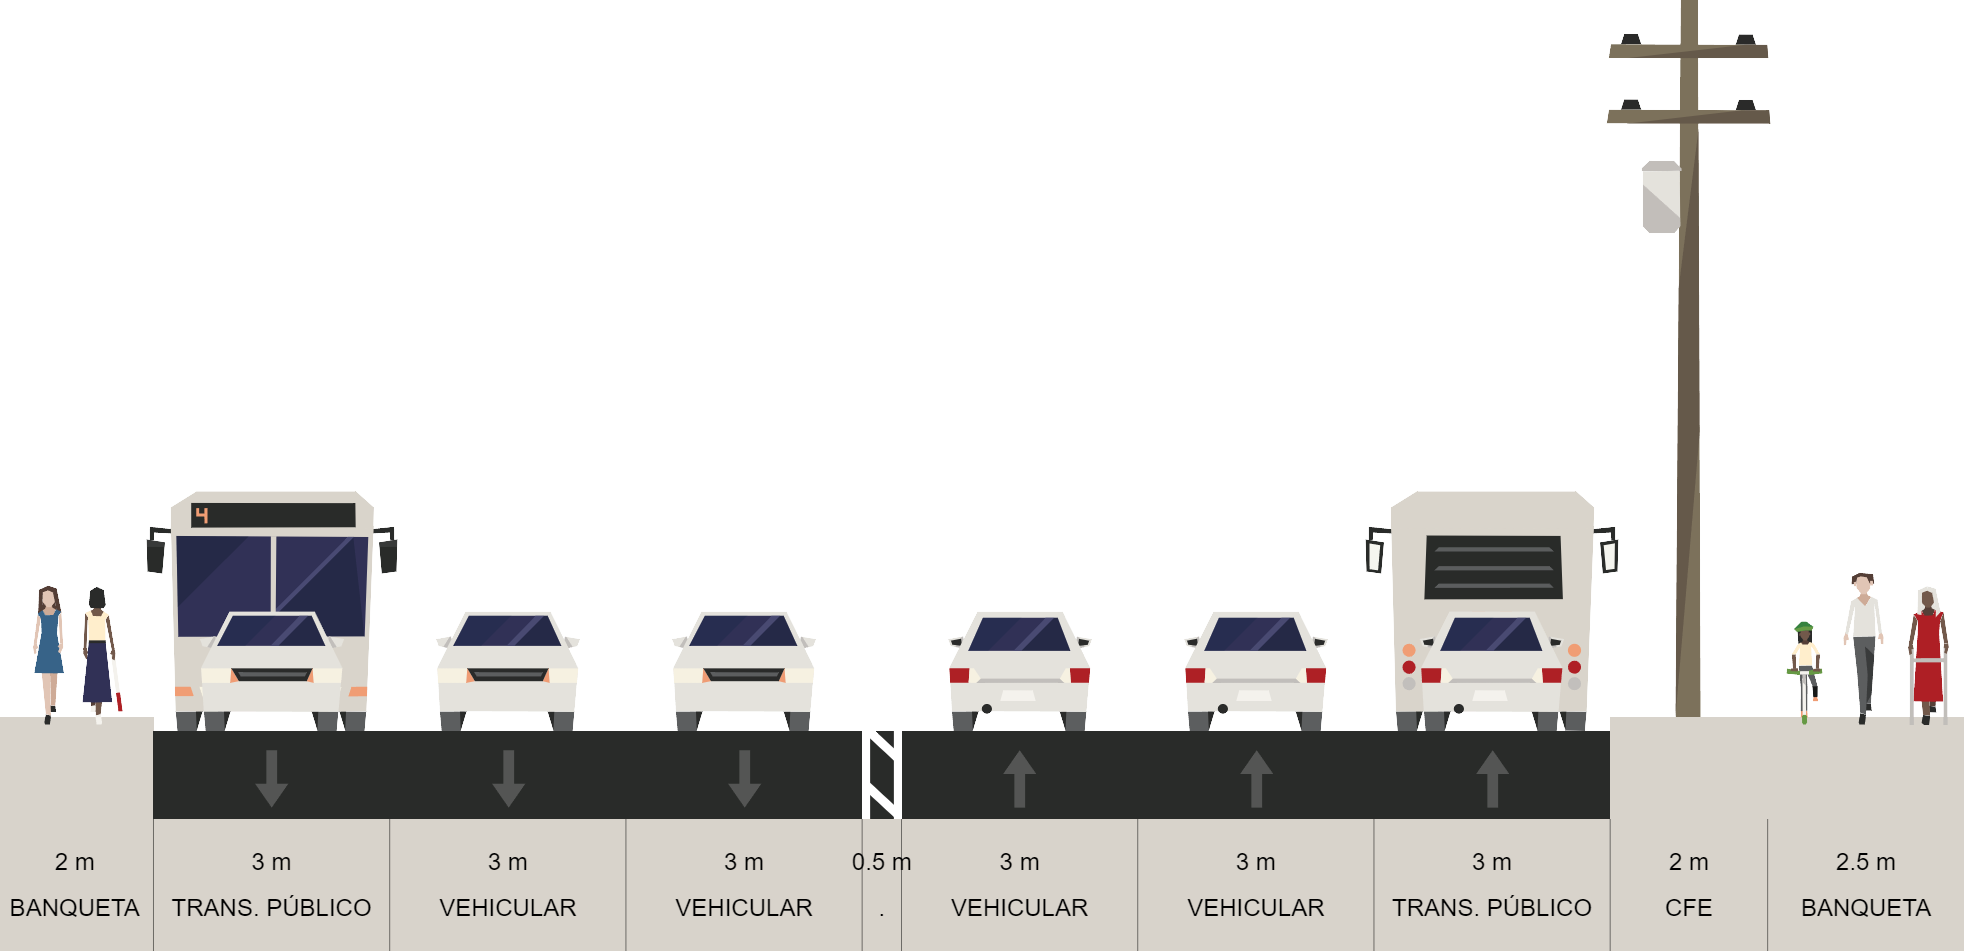 4
2 m
3 m
3 m
3 m
0.5 m
3 m
3 m
3 m
2 m
2.5 m
BANQUETA
TRANS. PÚBLICO
VEHICULAR
VEHICULAR
.
VEHICULAR
VEHICULAR
TRANS. PÚBLICO
CFE
BANQUETA